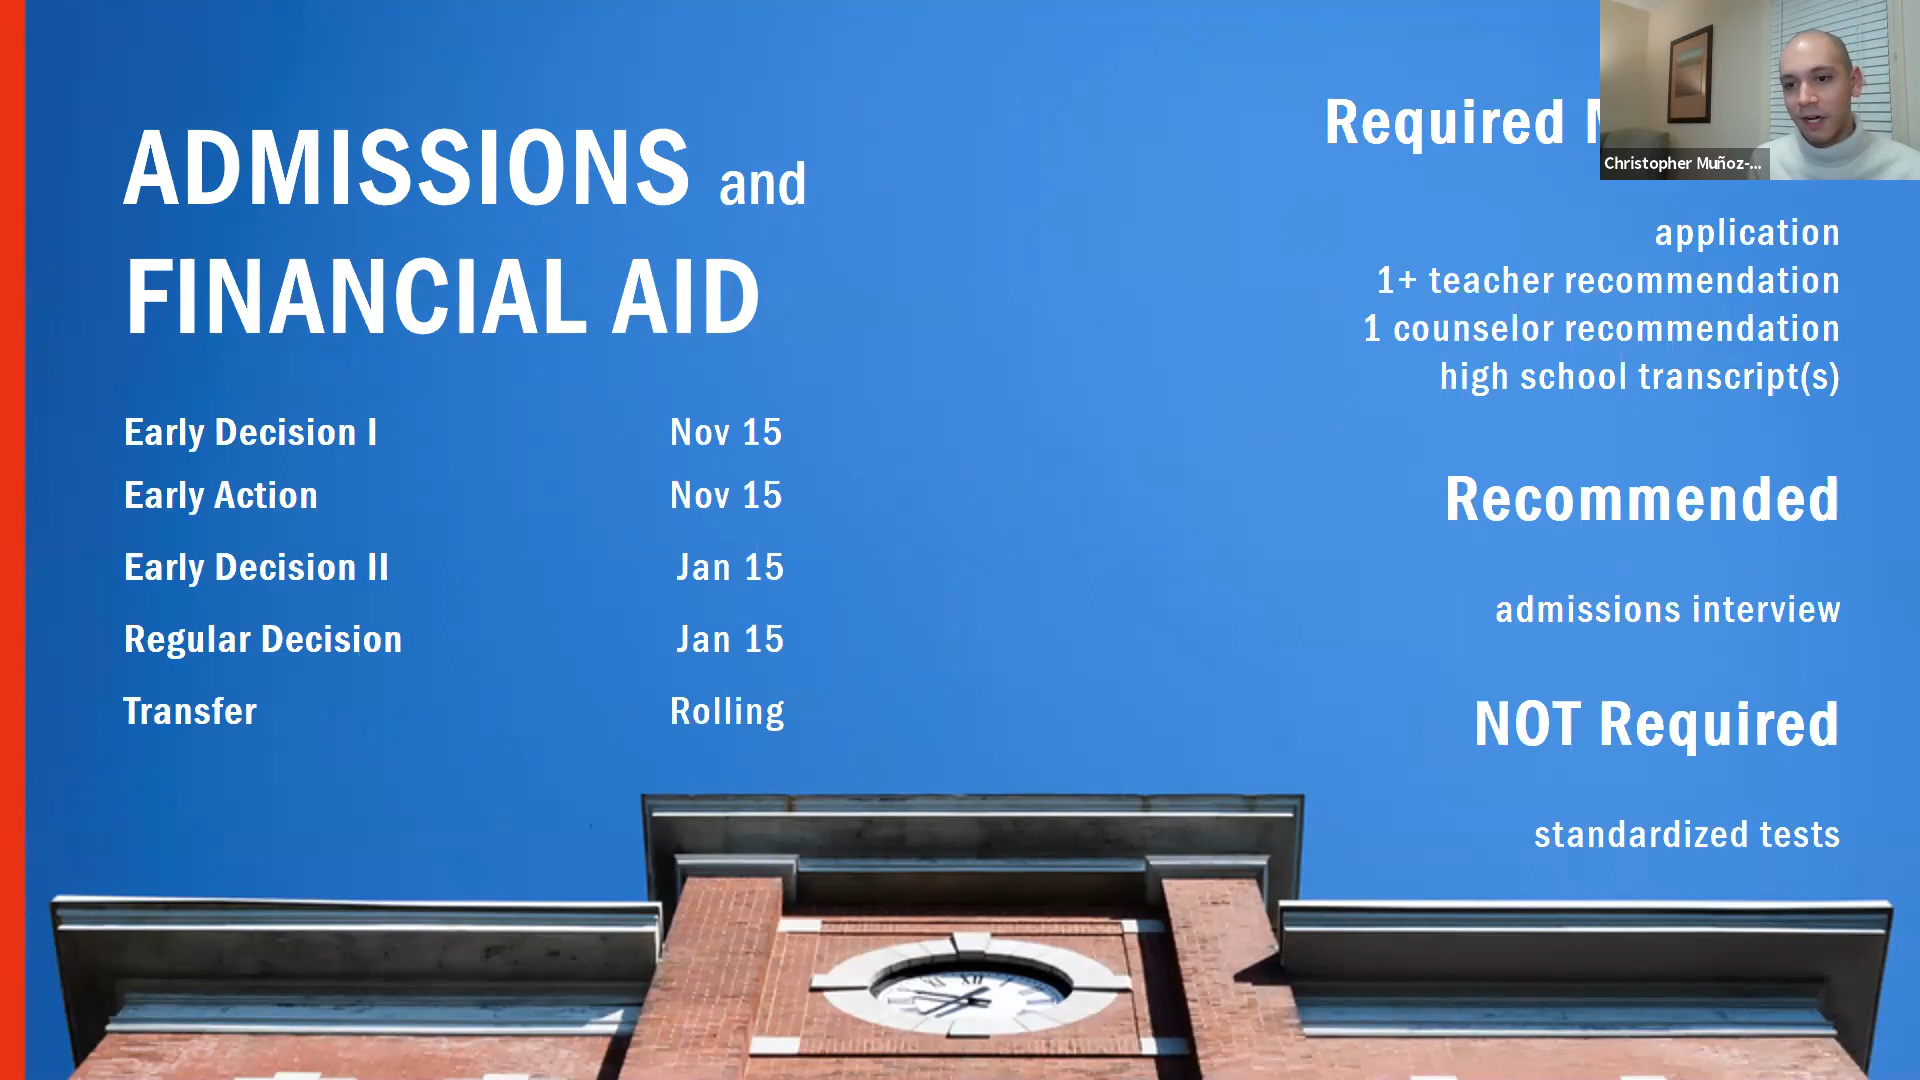 ADMISSIONS and
FINANCIAL AID
Early Decision I Nov 15
Early Action Nov 15
Early Decision II Jan 15
Regular Decision Jan 15
Transfer Rolling
Required
Christopher Muñoz-...
application
1+ teacher recommendation
1 counselor recommendation
high school transcript(s)
Recommended
admissions interview
NOT Required
standardized tests